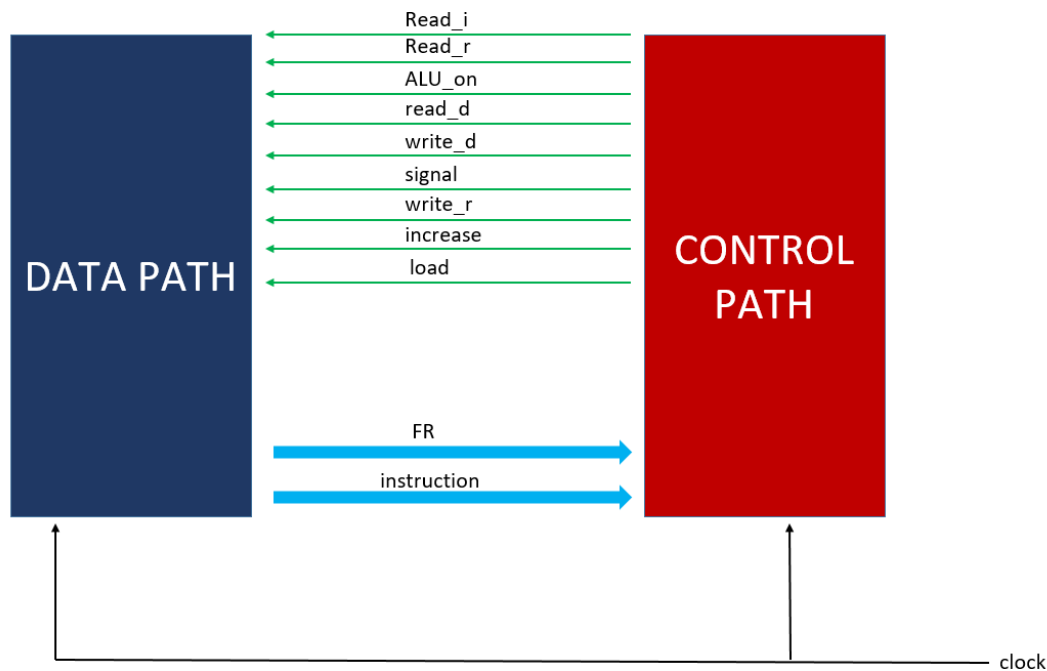 Read_i
Read_r
ALU_on
read_d
write_d
signal
write_r
increase
load
DATA PATH
CONTROL
PATH
FR
instruction
clock